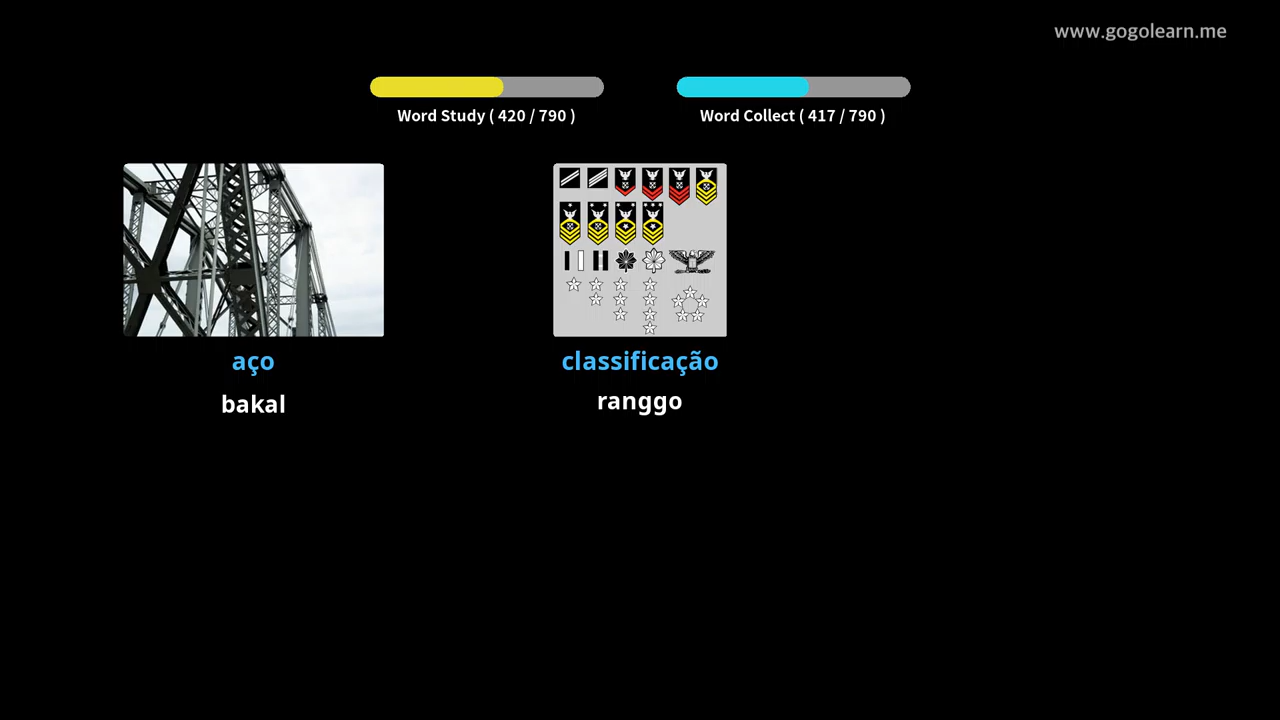 www.gogolearn.me
Word Study ( 420 / 790 )
Word Collect ( 417 / 790 )
aço
classificação
bakal
ranggo